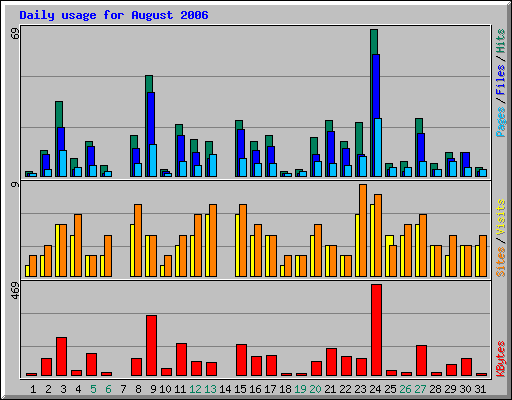 Daily usage for August 2006
69
Pages / Files / Hits
9
Sites / Visits
469
KBytes
1 2 3 4 5 6 7 8 9 10 11 12 13 14 15 16 17 18 19 20 21 22 23 24 25 26 27 28 29 30 31